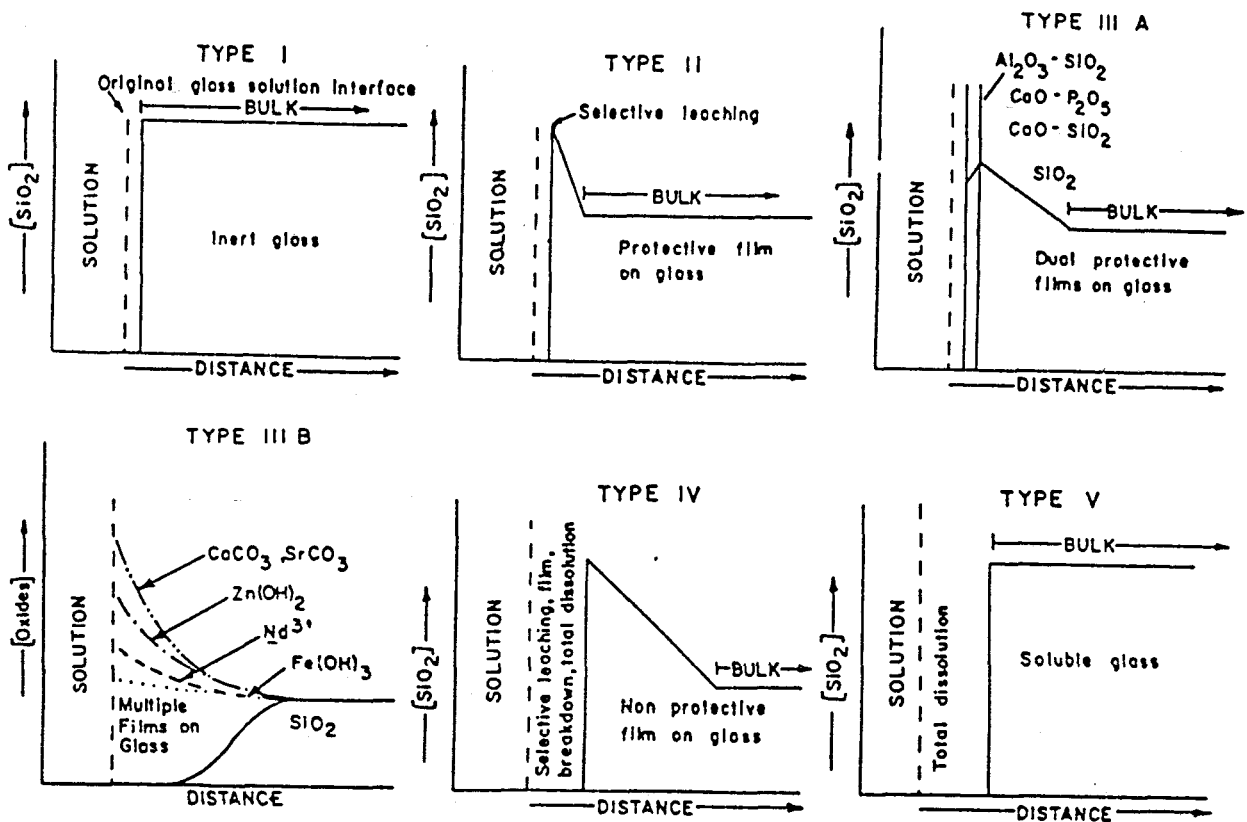 TYPE I
Original glass solution interface
BULK
[SiO2]
SOLUTION
Inert glass
DISTANCE
TYPE II
Selective leaching
BULK
[SiO2]
SOLUTION
Protective film
on glass
DISTANCE
TYPE III A
Al2O3-SiO2
CaO-P2O5
CaO-SiO2
SiO2
BULK
[SiO2]
SOLUTION
Dual protective
films on glass
DISTANCE
TYPE III B
CaCO3,SrCO3
Zn(OH)2
Nd3+
Fe(OH)3
[Oxides]
SOLUTION
Multiple
Films on
Glass
SiO2
DISTANCE
TYPE IV
[SiO2]
SOLUTION
Selective leaching, film,
breakdown, total dissolution
BULK
Non protective
film on glass
DISTANCE
TYPE V
BULK
[SiO2]
SOLUTION
Total dissolution
Soluble glass
DISTANCE